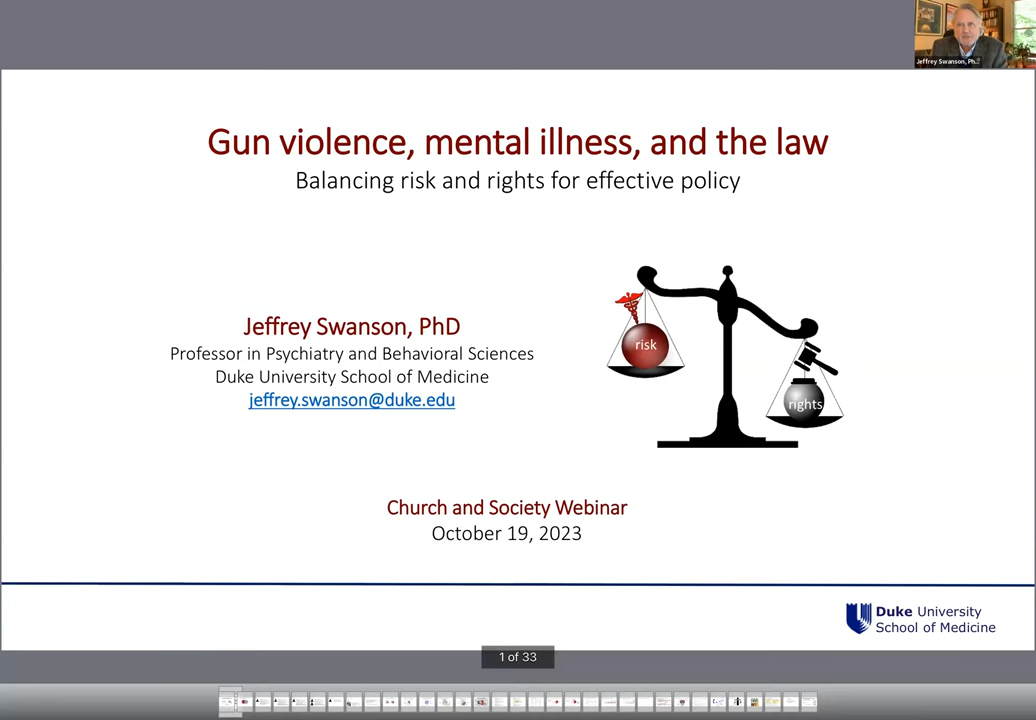 Jeffrey Swanson, Ph...
Gun violence, mental illness, and the law
Balancing risk and rights for effective policy
risk
rights
Jeffrey Swanson, PhD
Professor in Psychiatry and Behavioral Sciences
Duke University School of Medicine
jeffrey.swanson@duke.edu
Church and Society Webinar
October 19, 2023
Duke University
School of Medicine
1 of 33